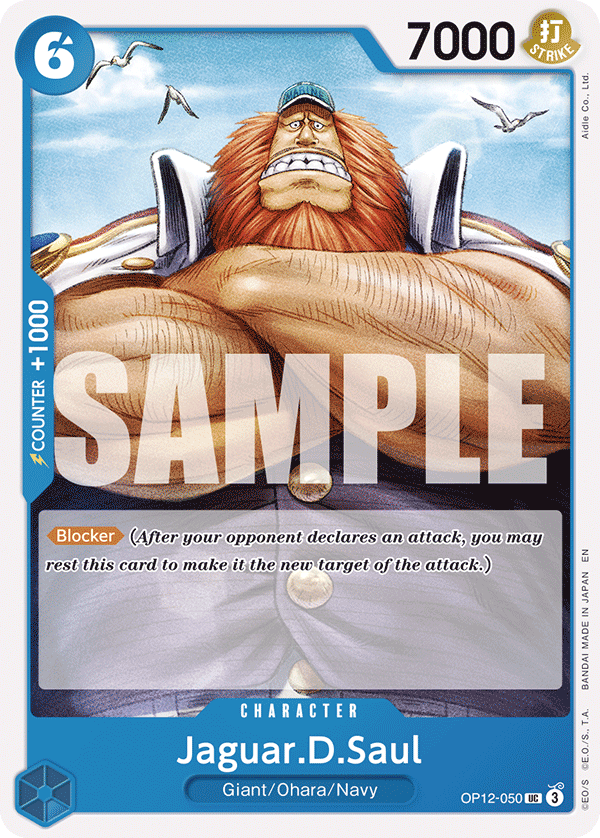 6
7000
打
STRIKE
Aidle Co., Ltd.
MARINE
COUNTER +1000
SAMPLE
Blocker (After your opponent declares an attack, you may
rest this card to make it the new target of the attack.)
CHARACTER
Jaguar.D.Saul
Giant/Ohara/Navy
OP12-050 UC 3
©EO/S ©E.O./S., T.A. BANDAI MADE IN JAPAN EN